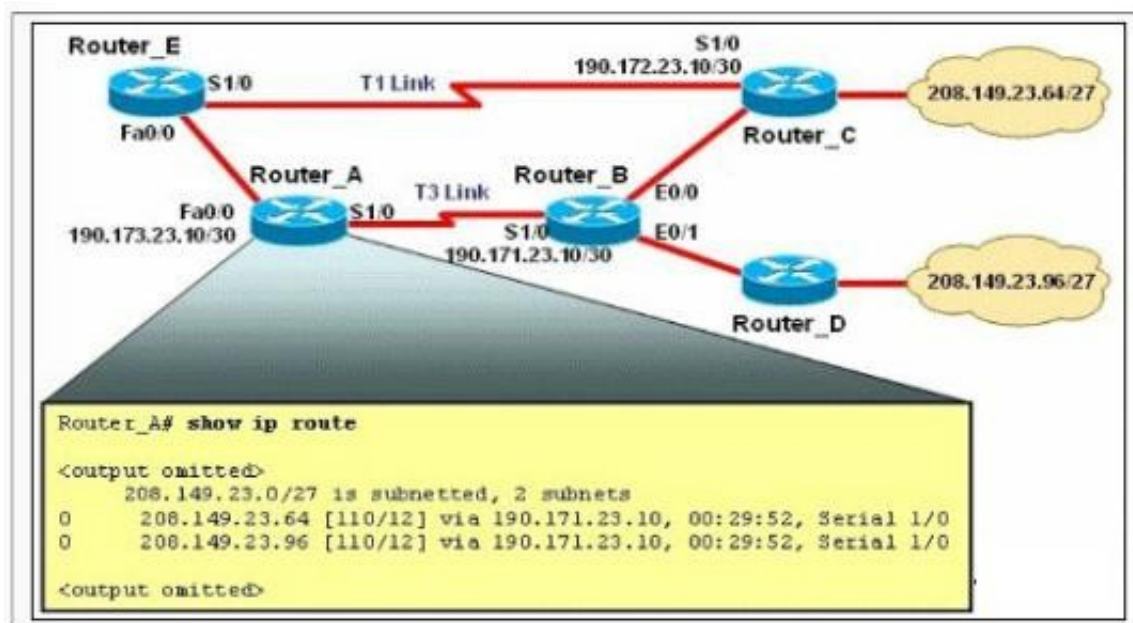 Router_E
S1/0
T1 Link
S1/0
190.172.23.10/30
208.149.23.64/27
Fa0/0
Router_C
Router_A
T3 Link
Router_B
E0/0
Fa0/0
190.173.23.10/30
S1/0
S1/0
190.171.23.10/30
E0/1
208.149.23.96/27
Router_D
Router_A# show ip route
<output omitted>
208.149.23.0/27 is subnetted, 2 subnets
O 208.149.23.64 [110/12] via 190.171.23.10, 00:29:52, Serial 1/0
O 208.149.23.96 [110/12] via 190.171.23.10, 00:29:52, Serial 1/0
<output omitted>